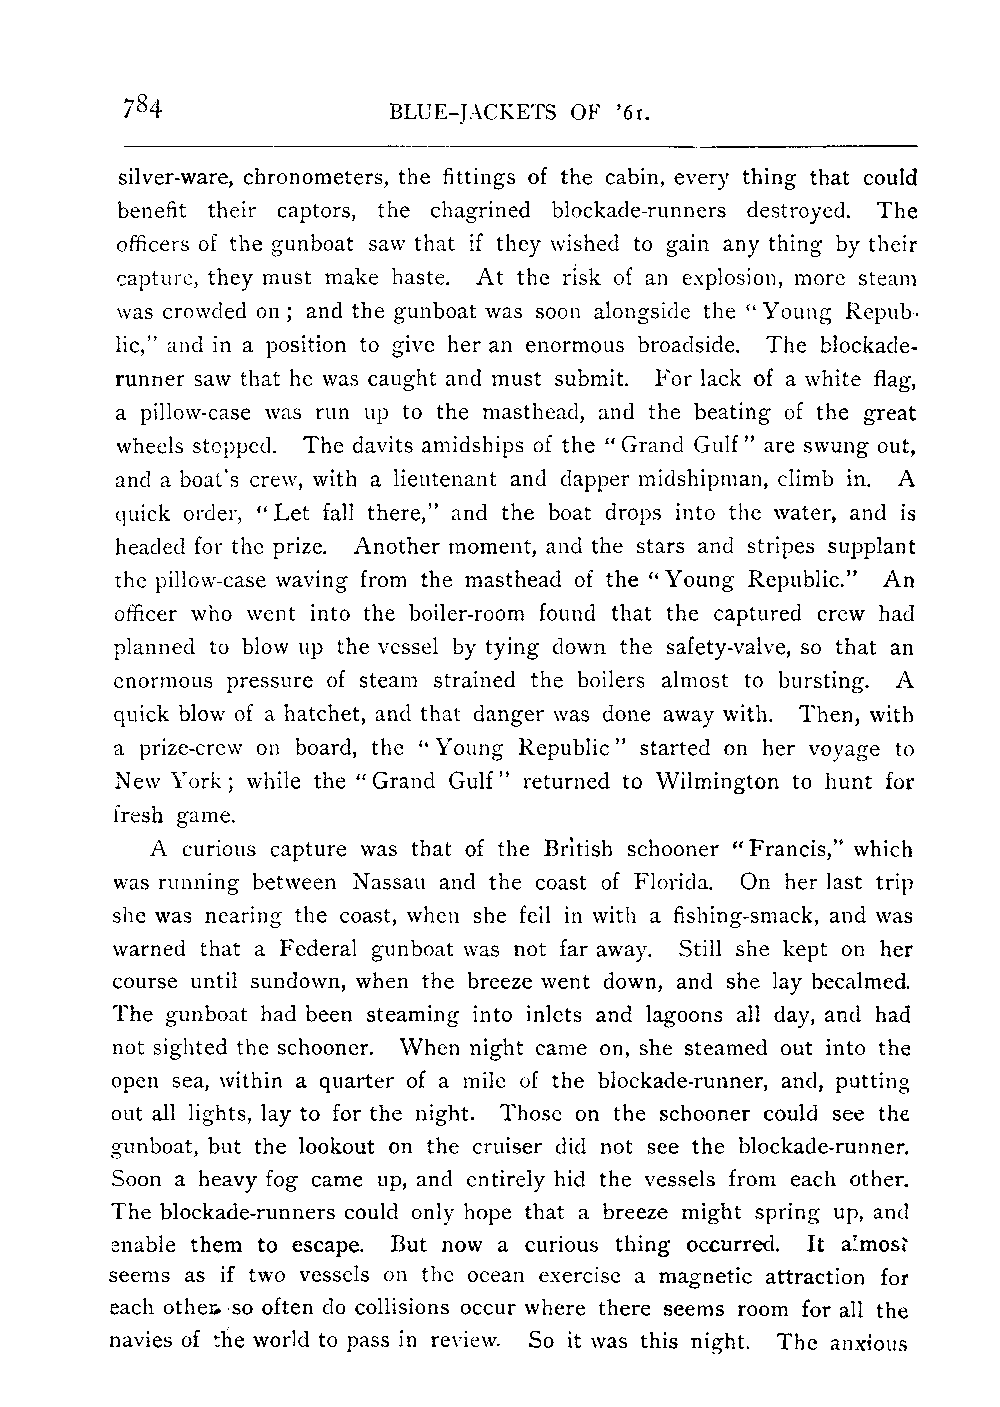 784 BLUE-JACKETS OF '61.
silver-ware, chronometers, the fittings of the cabin, every thing that could
benefit their captors, the chagrined blockade-runners destroyed. The
officers of the gunboat saw that if they wished to gain any thing by their
capture, they must make haste. At the risk of an explosion, more steam
was crowded on; and the gunboat was soon alongside the "Young Repub-
lic," and in a position to give her an enormous broadside. The blockade-
runner saw that he was caught and must submit. For lack of a white flag,
a pillow-case was run up to the masthead, and the beating of the great
wheels stopped. The davits amidships of the "Grand Gulf" are swung out,
and a boat's crew, with a lieutenant and dapper midshipman, climb in. A
quick order, "Let fall there," and the boat drops into the water, and is
headed for the prize. Another moment, and the stars and stripes supplant
the pillow-case waving from the masthead of the "Young Republic." An
officer who went into the boiler-room found that the captured crew had
planned to blow up the vessel by tying down the safety-valve, so that an
enormous pressure of steam strained the boilers almost to bursting. A
quick blow of a hatchet, and that danger was done away with. Then, with
a prize-crew on board, the "Young Republic" started on her voyage to
New York; while the "Grand Gulf" returned to Wilmington to hunt for
fresh game.
A curious capture was that of the British schooner "Francis," which
was running between Nassau and the coast of Florida. On her last trip
she was nearing the coast, when she fell in with a fishing-smack, and was
warned that a Federal gunboat was not far away. Still she kept on her
course until sundown, when the breeze went down, and she lay becalmed.
The gunboat had been steaming into inlets and lagoons all day, and had
not sighted the schooner. When night came on, she steamed out into the
open sea, within a quarter of a mile of the blockade-runner, and, putting
out all lights, lay to for the night. Those on the schooner could see the
gunboat, but the lookout on the cruiser did not see the blockade-runner.
Soon a heavy fog came up, and entirely hid the vessels from each other.
The blockade-runners could only hope that a breeze might spring up, and
enable them to escape. But now a curious thing occurred. It almost
seems as if two vessels on the ocean exercise a magnetic attraction for
each other, so often do collisions occur where there seems room for all the
navies of the world to pass in review. So it was this night. The anxious